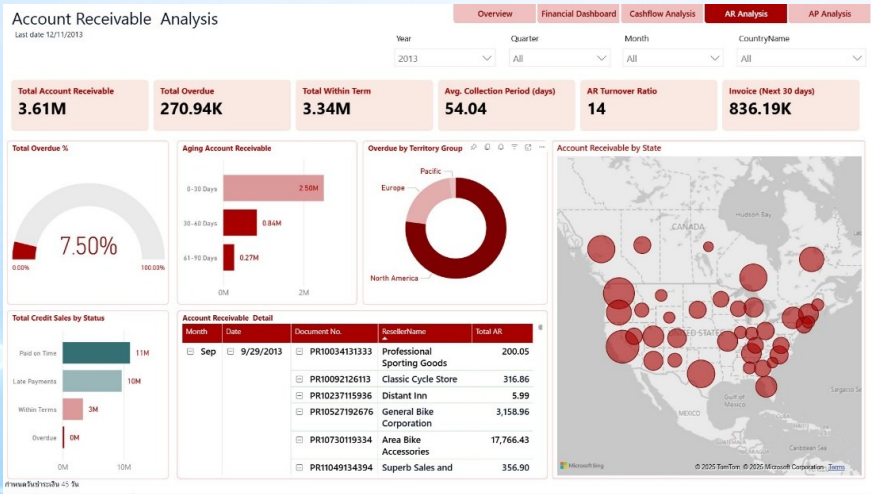 Account Receivable Analysis
Last date 12/11/2013
Overview
Financial Dashboard
Cashflow Analysis
AR Analysis
AP Analysis
Year
2013
Quarter
All
Month
All
CountryName
All
Total Account Receivable
3.61M
Total Overdue
270.94K
Total Within Term
3.34M
Avg. Collection Period (days)
54.04
AR Turnover Ratio
14
Invoice (Next 30 days)
836.19K
Total Overdue %
7.50%
0.00%
100.03%
Aging Account Receivable
0-30 Days
2.50M
30-60 Days
0.84M
61-90 Days
0.27M
0M
2M
Overdue by Territory Group
Pacific
Europe
North America
Account Receivable by State
CANADA
Hudson Bay
UNITED STATES
Gulf of
Mexico
MEXICO
Caribbean Sea
Microsoft Bing
© 2025 TomTom, © 2025 Microsoft Corporation Terms
Total Credit Sales by Status
Paid on Time
11M
Late Payments
10M
Within Terms
3M
Overdue
0M
0M
10M
Account Receivable Detail
Month Date Document No. ResellerName Total AR
Sep 9/29/2013 PR10034131333 Professional Sporting Goods 200.05
PR10092126113 Classic Cycle Store 316.86
PR10237115936 Distant Inn 5.99
PR10527192676 General Bike Corporation 3,158.96
PR10730119334 Area Bike Accessories 17,766.43
PR11049134394 Superb Sales and 356.90
กำหนดวันชำระเงิน 45 วัน